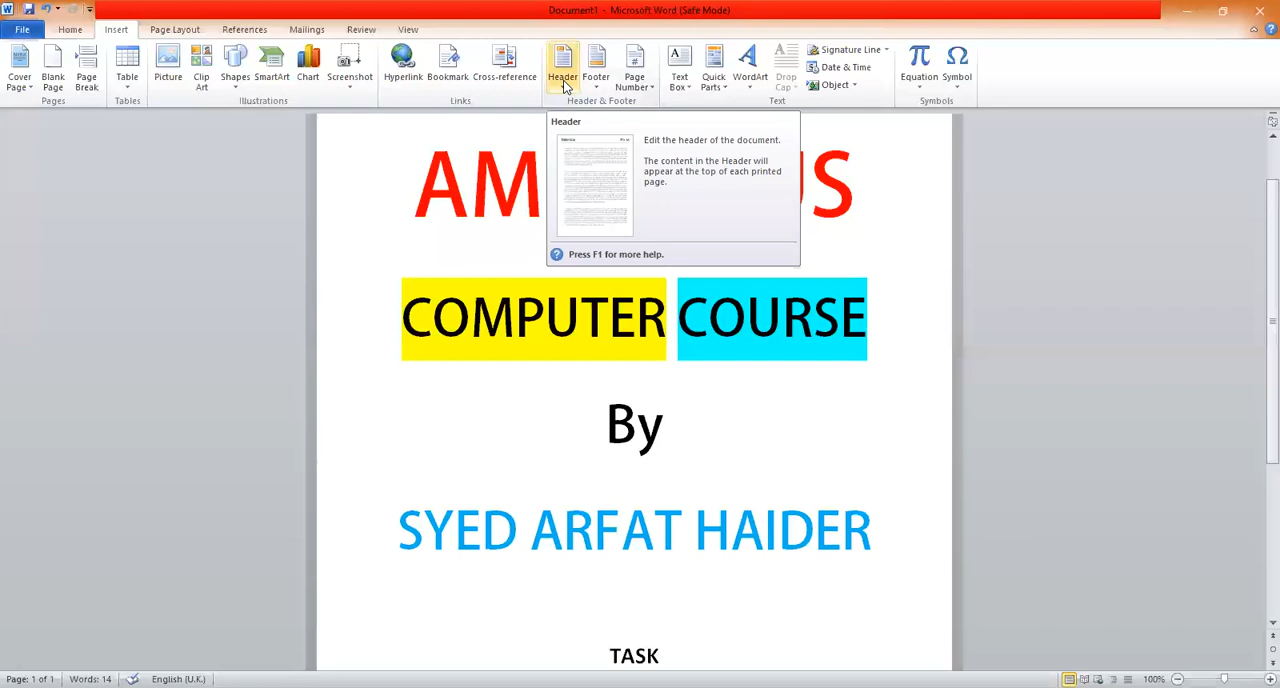 Document1 - Microsoft Word (Safe Mode)
File Home Insert Page Layout References Mailings Review View
Cover Page Blank Page Page Break Table Picture Clip Art Shapes SmartArt Chart Screenshot Hyperlink Bookmark Cross-reference Header Footer Page Number Text Box Quick Parts WordArt Drop Cap Signature Line Date & Time Object Equation Symbol
Pages Tables Illustrations Links Header & Footer Text Symbols
Header
Edit the header of the document.
The content in the Header will
appear at the top of each printed
page.
Press F1 for more help.
AM US
COMPUTER COURSE
By
SYED ARFAT HAIDER
TASK
Page: 1 of 1 Words: 14 English (U.K.) 100%